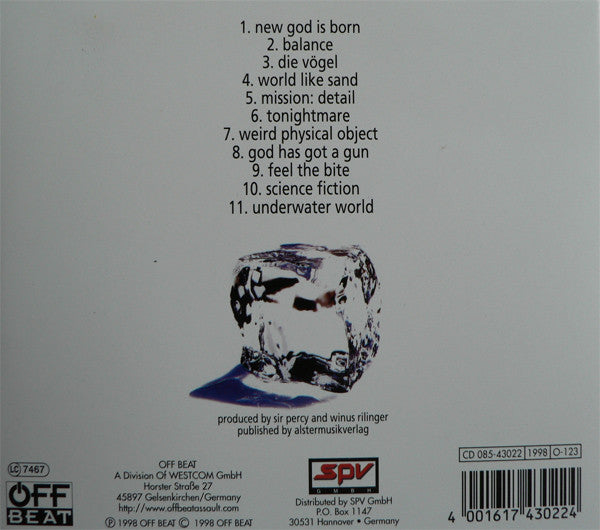 1. new god is born
2. balance
3. die vögel
4. world like sand
5. mission: detail
6. tonightmare
7. weird physical object
8. god has got a gun
9. feel the bite
10. science fiction
11. underwater world
produced by sir percy and winus rilinger
published by alstermusikverlag
LC 7467
OFF
BEAT
OFF BEAT
A Division Of WESTCOM GmbH
Horster Straße 27
45897 Gelsenkirchen/Germany
http://www.offbeatassault.com
Ⓟ 1998 OFF BEAT © 1998 OFF BEAT
SPV
GMBH
Distributed by SPV GmbH
P.O. Box 1147
30531 Hannover • Germany
CD 085-43022 1998 O-123
4 001617 430224